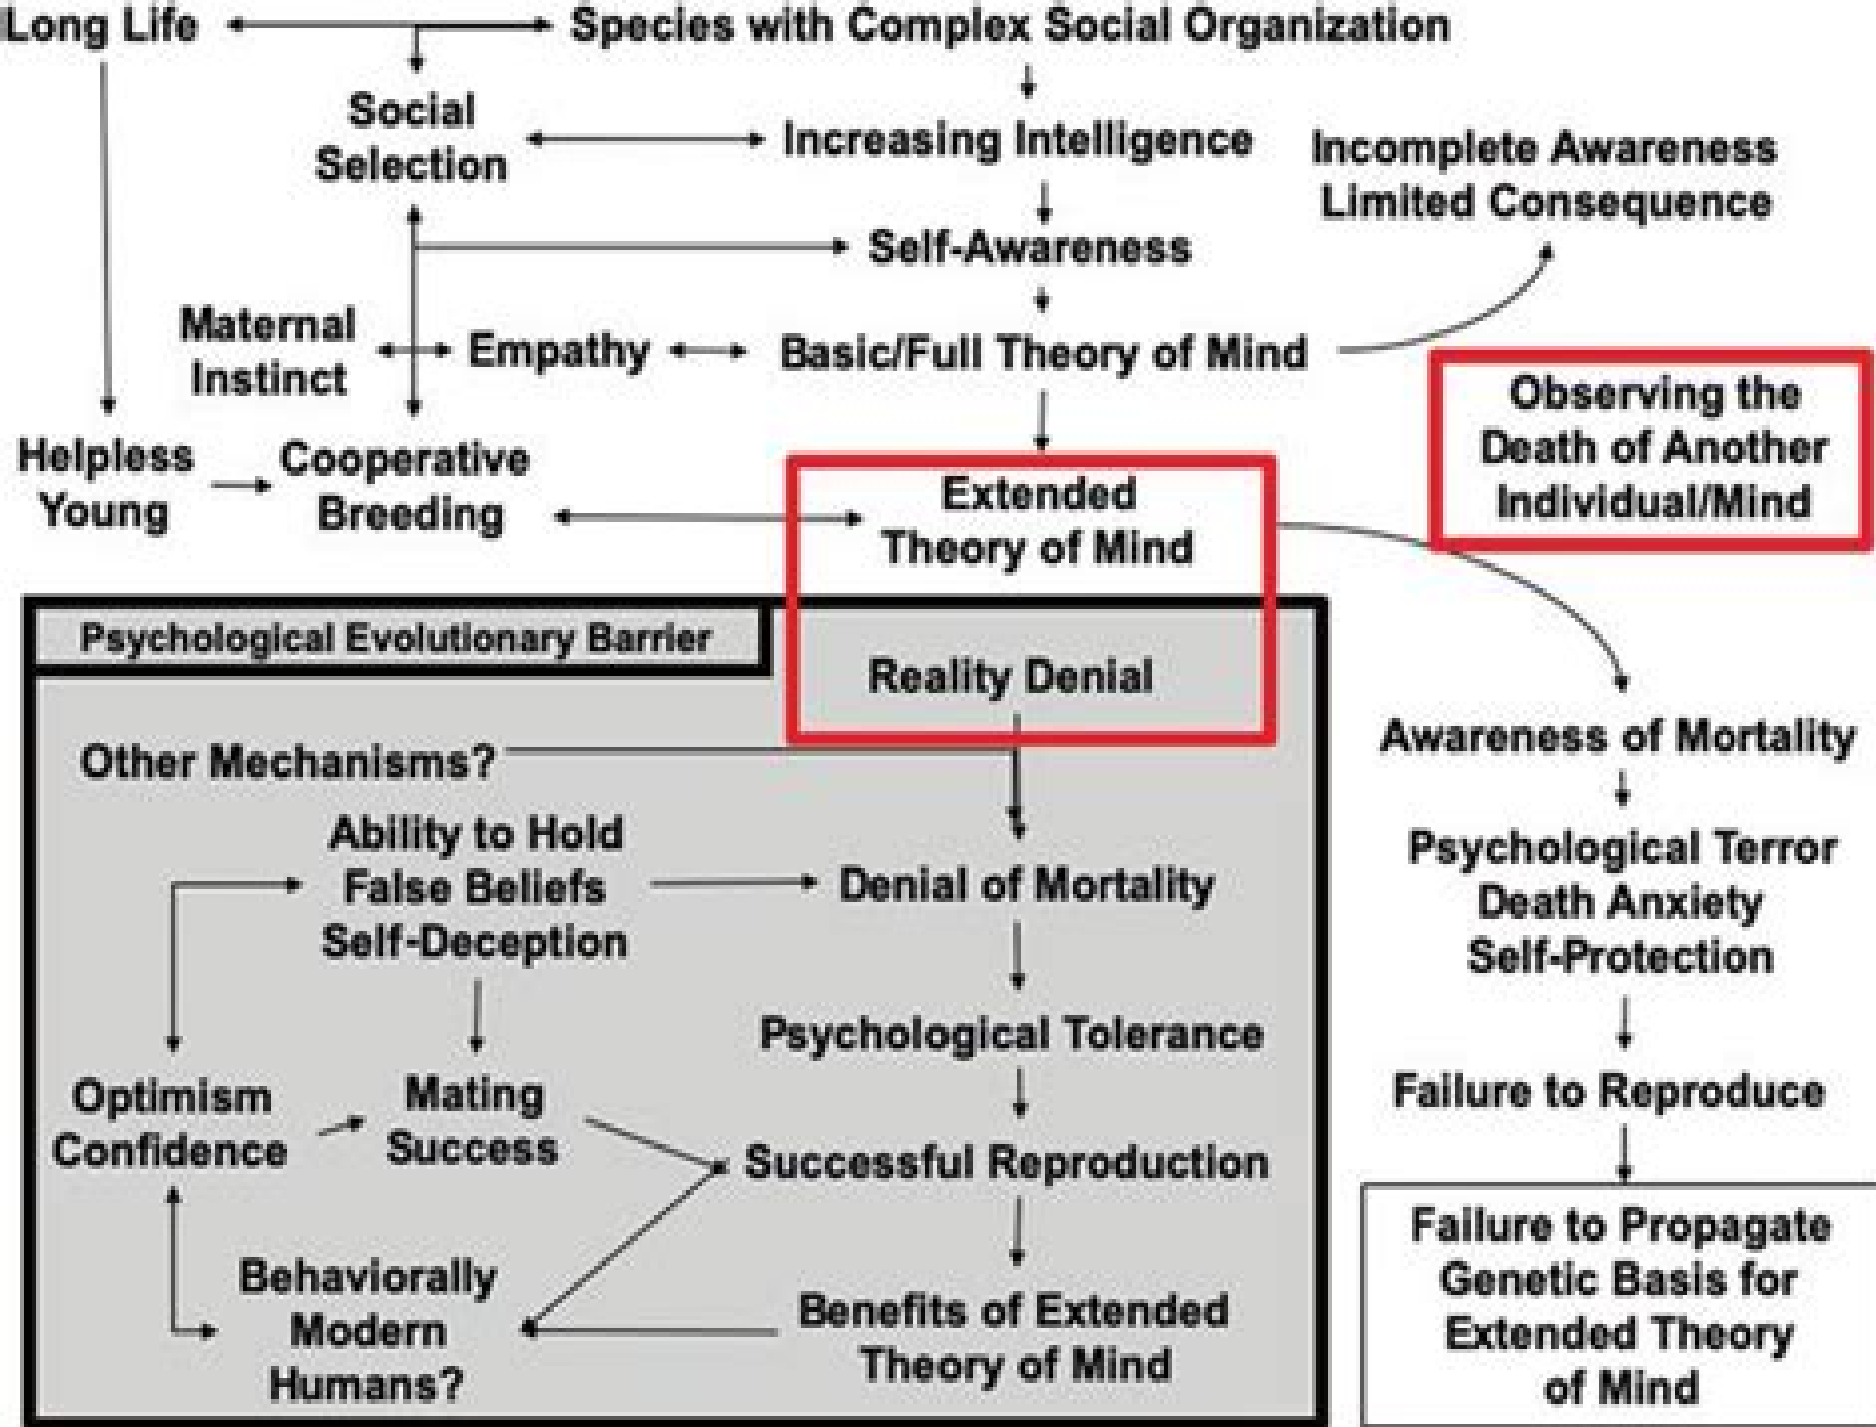 Long Life
Species with Complex Social Organization
Social
Selection
Increasing Intelligence
Incomplete Awareness
Limited Consequence
Self-Awareness
Maternal
Instinct
Empathy
Basic/Full Theory of Mind
Observing the
Death of Another
Individual/Mind
Helpless
Young
Cooperative
Breeding
Extended
Theory of Mind
Psychological Evolutionary Barrier
Reality Denial
Other Mechanisms?
Awareness of Mortality
Ability to Hold
False Beliefs
Self-Deception
Denial of Mortality
Psychological Terror
Death Anxiety
Self-Protection
Psychological Tolerance
Optimism
Confidence
Mating
Success
Failure to Reproduce
Successful Reproduction
Behaviorally
Modern
Humans?
Benefits of Extended
Theory of Mind
Failure to Propagate
Genetic Basis for
Extended Theory
of Mind